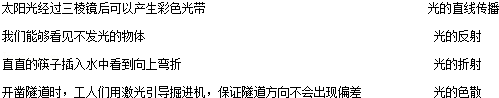 太阳光经过三棱镜后可以产生彩色光带 光的直线传播
我们能够看见不发光的物体 光的反射
直直的筷子插入水中看到向上弯折 光的折射
开凿隧道时，工人们用激光引导掘进机，保证隧道方向不会出现偏差 光的色散